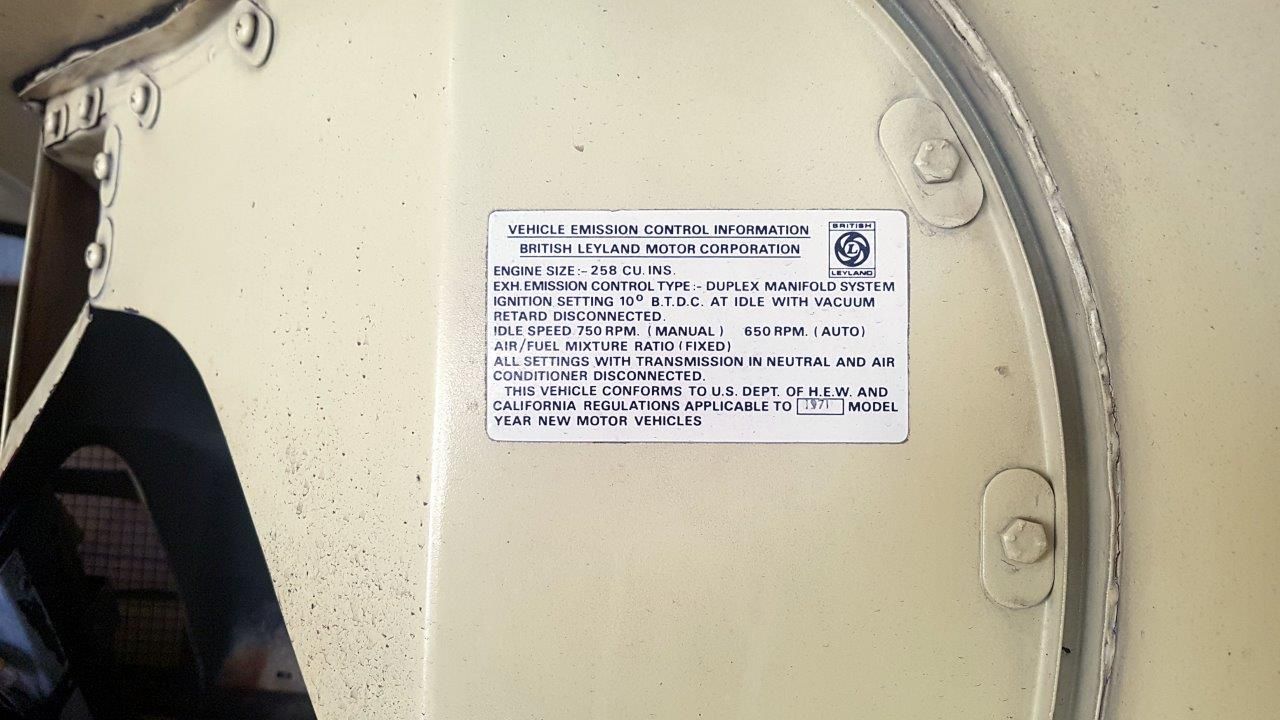 VEHICLE EMISSION CONTROL INFORMATION
BRITISH LEYLAND MOTOR CORPORATION
BRITISH
L
LEYLAND
ENGINE SIZE:- 258 CU. INS.
EXH. EMISSION CONTROL TYPE:- DUPLEX MANIFOLD SYSTEM
IGNITION SETTING 10º B.T.D.C. AT IDLE WITH VACUUM
RETARD DISCONNECTED.
IDLE SPEED 750 RPM. (MANUAL) 650 RPM. (AUTO)
AIR/FUEL MIXTURE RATIO (FIXED)
ALL SETTINGS WITH TRANSMISSION IN NEUTRAL AND AIR
CONDITIONER DISCONNECTED.
THIS VEHICLE CONFORMS TO U.S. DEPT. OF H.E.W. AND
CALIFORNIA REGULATIONS APPLICABLE TO 1971 MODEL
YEAR NEW MOTOR VEHICLES